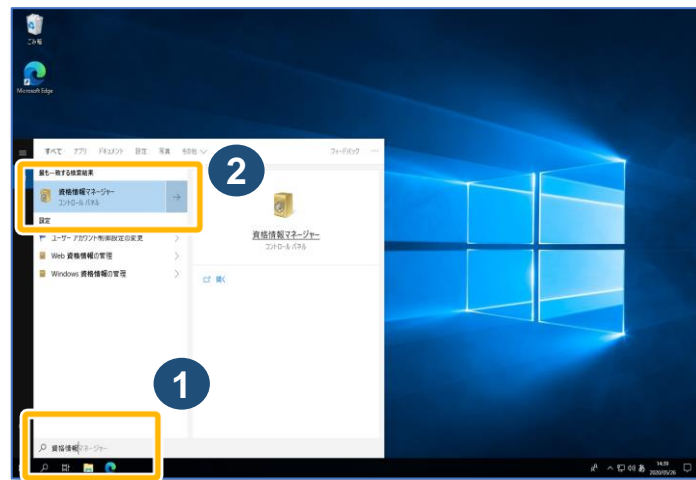 ごみ箱
Microsoft Edge
すべて アプリ ドキュメント 設定 写真 その他
フィードバック ...
最も一致する検索結果
資格情報マネージャー
コントロール パネル
設定
ユーザー アカウント制御設定の変更
Web 資格情報の管理
Windows 資格情報の管理
資格情報マネージャー
コントロール パネル
開く
2
1
資格情報マネージャー
あ
14:39
2020/05/26